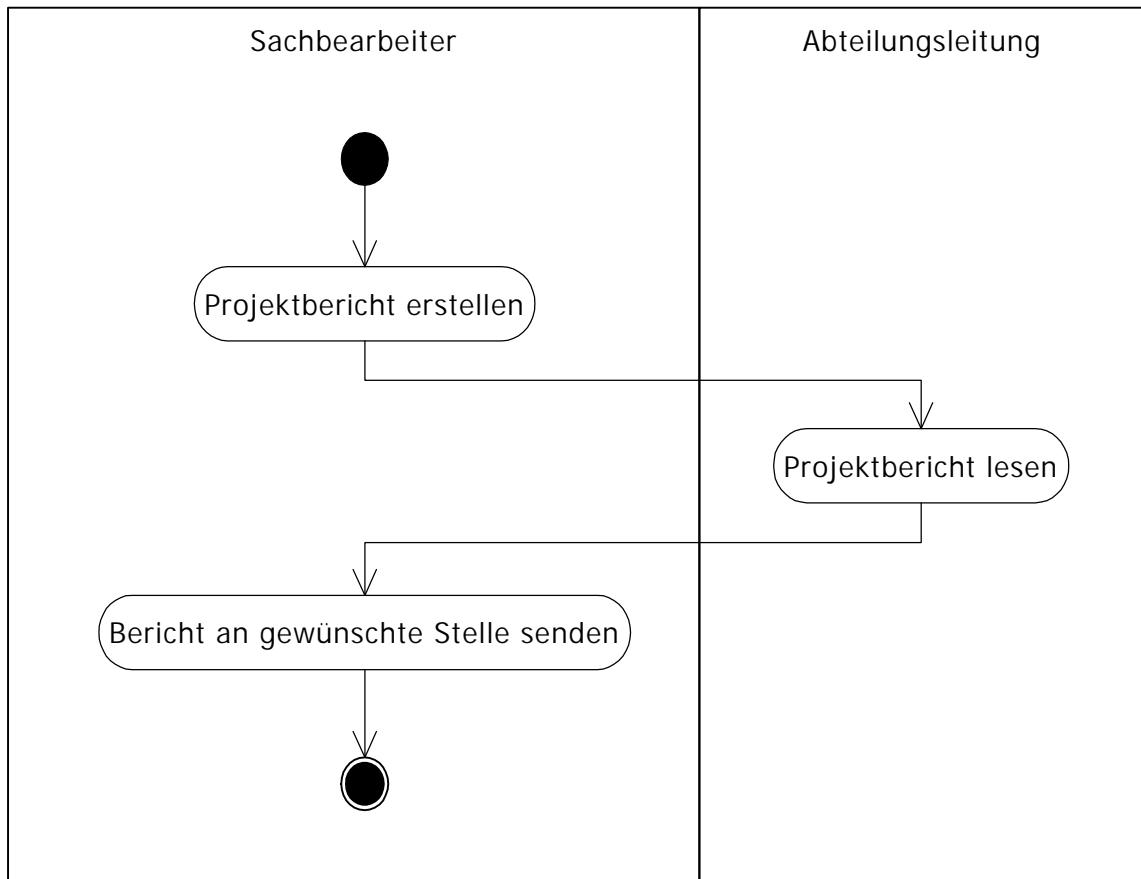 Sachbearbeiter
Abteilungsleitung
Projektbericht erstellen
Projektbericht lesen
Bericht an gewünschte Stelle senden